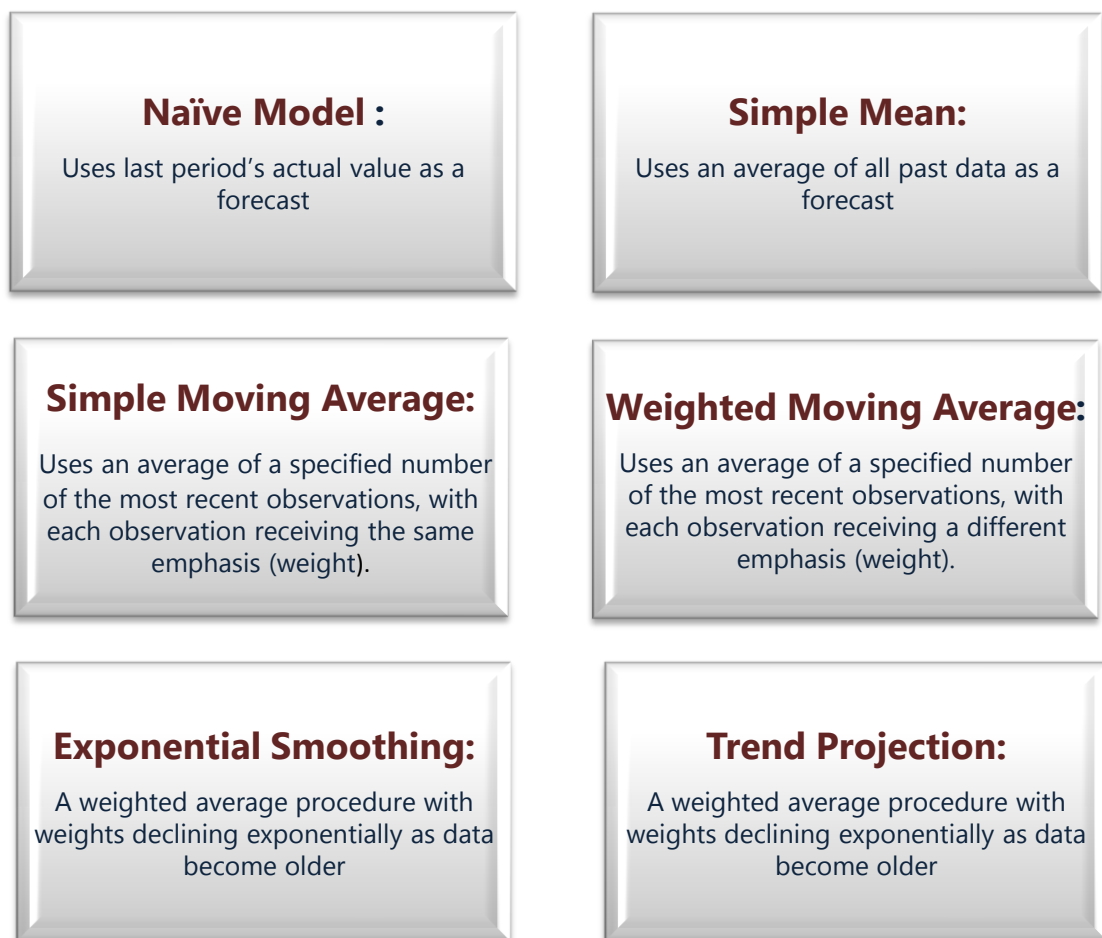 Naïve Model :
Uses last period's actual value as a
forecast
Simple Mean:
Uses an average of all past data as a
forecast
Simple Moving Average:
Uses an average of a specified number
of the most recent observations, with
each observation receiving the same
emphasis (weight).
Weighted Moving Average:
Uses an average of a specified number
of the most recent observations, with
each observation receiving a different
emphasis (weight).
Exponential Smoothing:
A weighted average procedure with
weights declining exponentially as data
become older
Trend Projection:
A weighted average procedure with
weights declining exponentially as data
become older